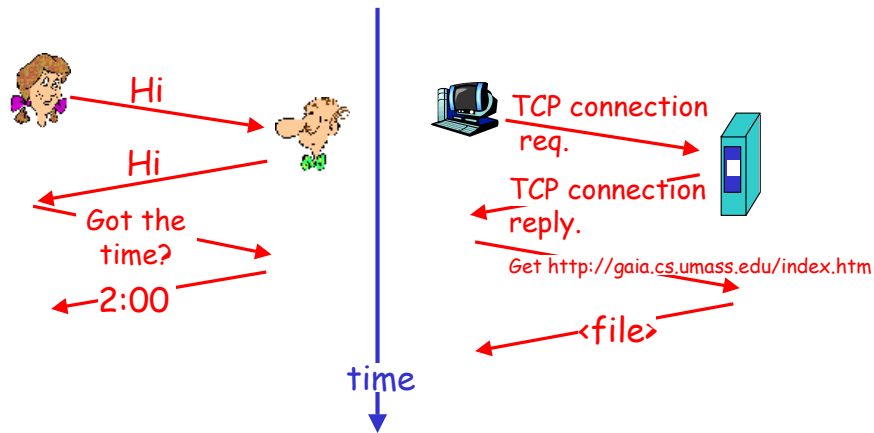 Hi
Hi
Got the
time?
2:00
TCP connection
req.
TCP connection
reply.
Get http://gaia.cs.umass.edu/index.htm
<file>
time